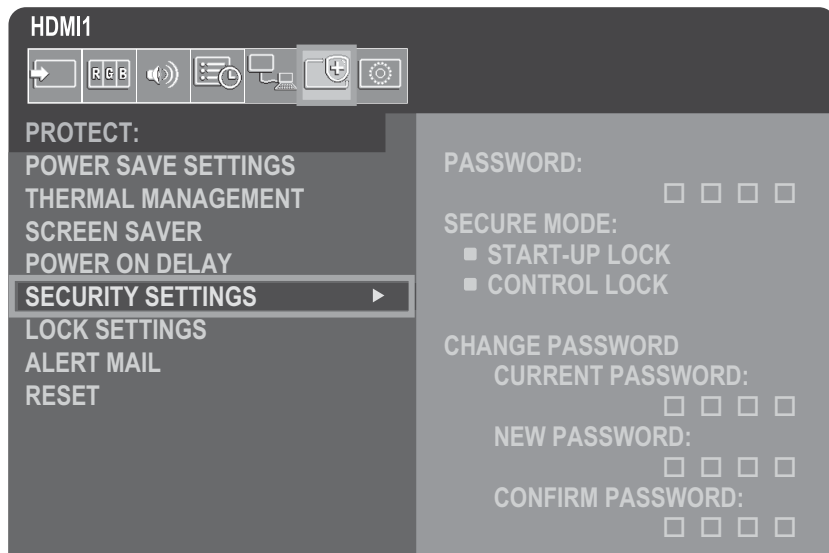 HDMI1
R G B
PROTECT:
POWER SAVE SETTINGS
THERMAL MANAGEMENT
SCREEN SAVER
POWER ON DELAY
SECURITY SETTINGS
LOCK SETTINGS
ALERT MAIL
RESET
PASSWORD:
SECURE MODE:
START-UP LOCK
CONTROL LOCK
CHANGE PASSWORD
CURRENT PASSWORD:
NEW PASSWORD:
CONFIRM PASSWORD: